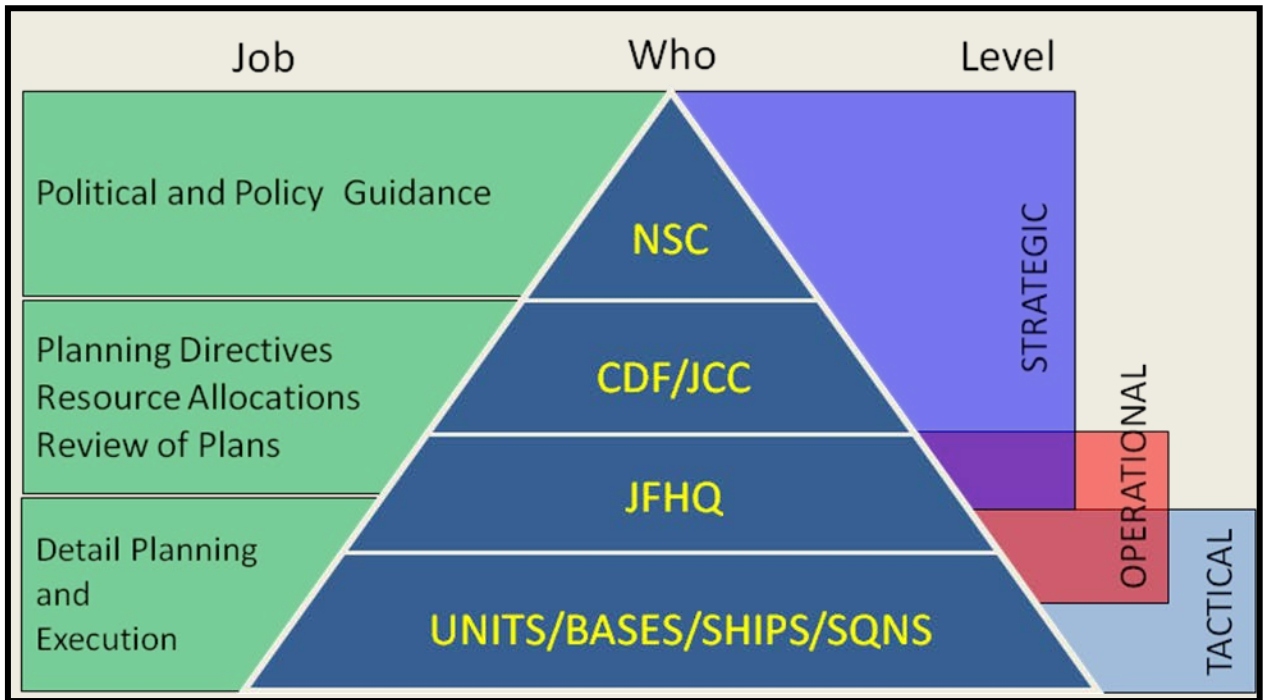 Job
Who
Level
Political and Policy Guidance
NSC
STRATEGIC
Planning Directives
Resource Allocations
Review of Plans
CDF/JCC
JFHQ
OPERATIONAL
Detail Planning
and
Execution
UNITS/BASES/SHIPS/SQNS
TACTICAL